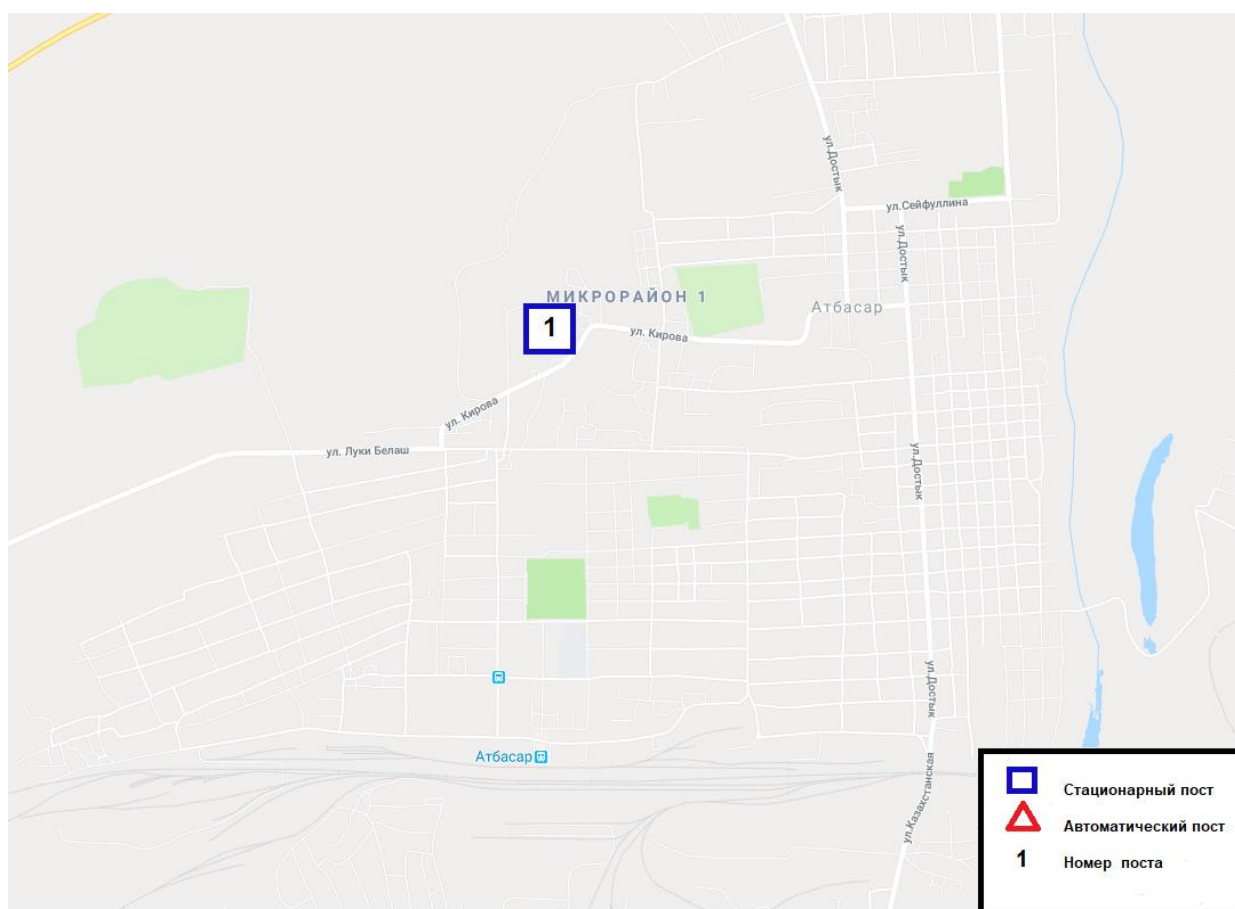 ул.Достык
ул.Сейфуллина
ул.Достык
МИКРОРАЙОН 1
1
Атбасар
ул. Кирова
ул. Кирова
ул. Луки Белаш
ул.Достык
ул.Достык
Атбасар
ул.Казахстанская
Стационарный пост
Автоматический пост
1 Номер поста